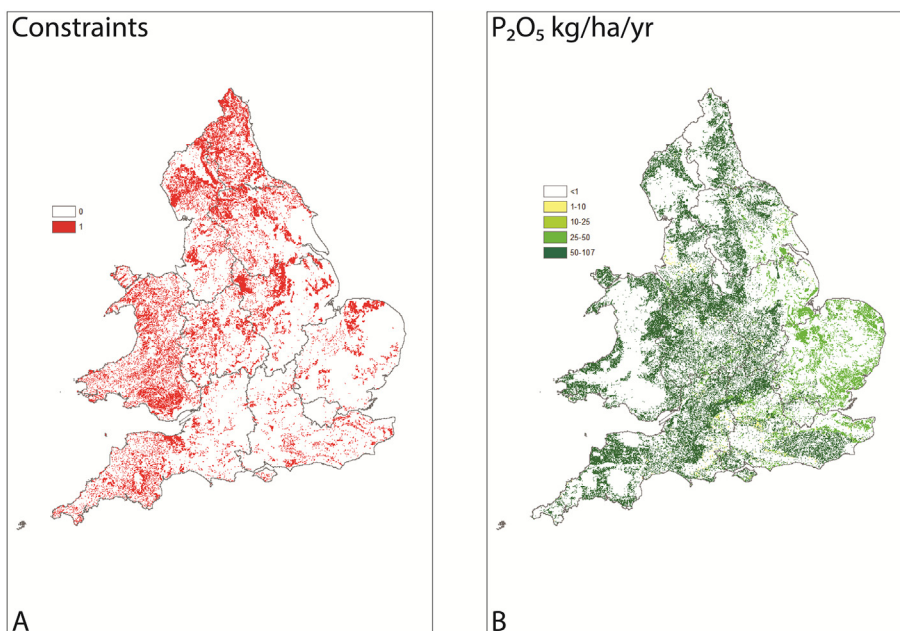 Constraints
0
1
A
P₂O₅ kg/ha/yr
<1
1-10
10-25
25-50
50-107
B